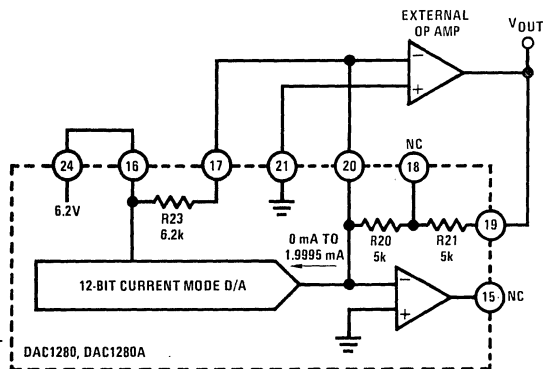 EXTERNAL
OP AMP
VOUT
24
16
17
21
20
NC
18
6.2V
R23
6.2k
0 mA TO
1.9995 mA
R20
5k
R21
5k
19
12-BIT CURRENT MODE D/A
15
NC
DAC1280, DAC1280A